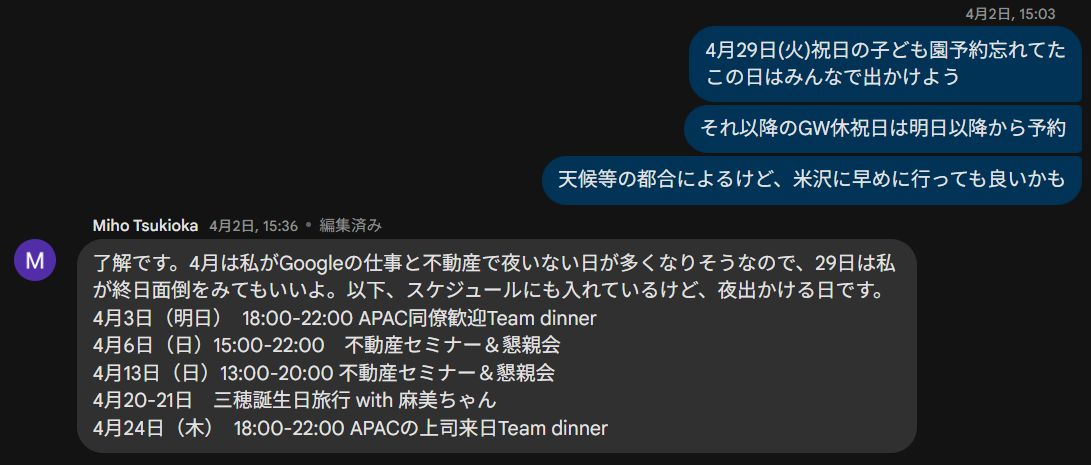 4月2日, 15:03
4月29日(火)祝日の子ども園予約忘れてた
この日はみんなで出かけよう
それ以降のGW休祝日は明日以降から予約
天候等の都合によるけど、米沢に早めに行っても良いかも
Miho Tsukioka 4月2日, 15:36 • 編集済み
M
了解です。4月は私がGoogleの仕事と不動産で夜いない日が多くなりそうなので、29日は私
が終日面倒をみてもいいよ。以下、スケジュールにも入れているけど、夜出かける日です。
4月3日（明日） 18:00-22:00 APAC同僚歓迎Team dinner
4月6日（日）15:00-22:00　不動産セミナー＆懇親会
4月13日（日）13:00-20:00 不動産セミナー＆懇親会
4月20-21日　三穂誕生日旅行 with 麻美ちゃん
4月24日（木） 18:00-22:00 APACの上司来日Team dinner